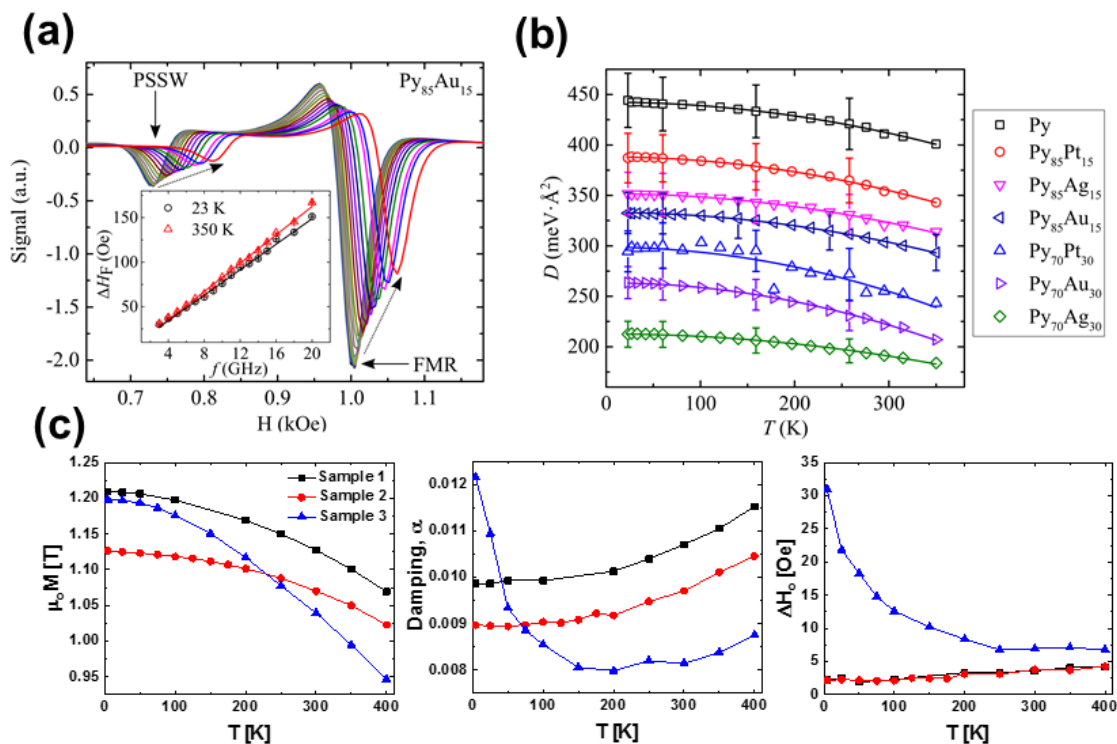 (a)
PSSW
Py85Au15
0.5
0.0
-0.5
-1.0
-1.5
-2.0
Signal (a.u.)
150
100
50
ΔHF (Oe)
23 K
350 K
4 8 12 16 20
f (GHz)
FMR
0.7 0.8 0.9 1.0 1.1
H (kOe)
(b)
450
400
350
300
250
200
D (meV·Å2)
0 100 200 300
T (K)
Py
Py85Pt15
Py85Ag15
Py85Au15
Py70Pt30
Py70Au30
Py70Ag30
(c)
1.25
1.20
1.15
1.10
1.05
1.00
0.95
μoM [T]
Sample 1
Sample 2
Sample 3
0 50 100 150 200 250 300 350 400
T [K]
0.012
0.011
0.010
0.009
0.008
Damping, α
0 100 200 300 400
T [K]
35
30
25
20
15
10
5
0
ΔHo [Oe]
0 100 200 300 400
T [K]